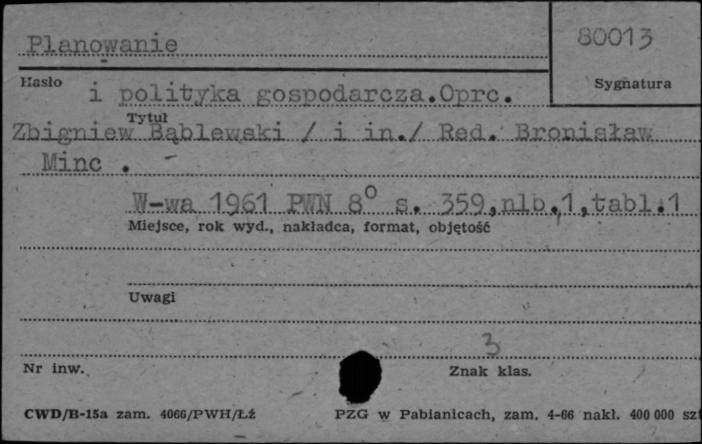 Planowanie
80013
Hasło
Sygnatura
i polityka gospodarcza.Oprc.
Tytuł
Zbigniew Bąblewski / i in./ Red. Bronisław
Minc . -
W-wa 1961 PWN 8° s. 359,nlb.1,tabl.1
Miejsce, rok wyd., nakładca, format, objętość
Uwagi
3
Nr inw.
Znak klas.
CWD/B-15a zam. 4066/PWH/Łź
PZG w Pabianicach, zam. 4-66 nakł. 400 000 szt